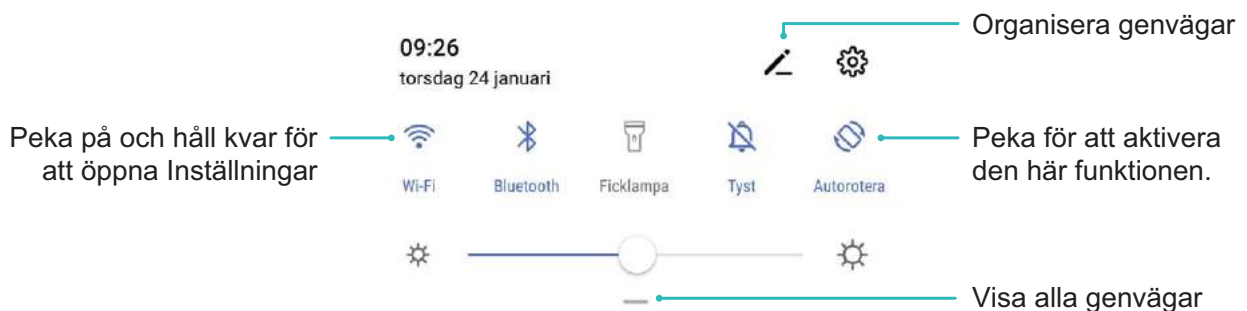 Organisera genvägar
09:26
torsdag 24 januari
Peka på och håll kvar för
att öppna Inställningar
Peka för att aktivera
den här funktionen.
Wi-Fi
Bluetooth
Ficklampa
Tyst
Autorotera
Visa alla genvägar